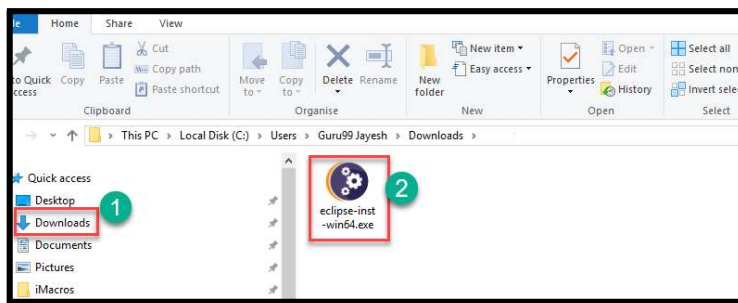 le Home Share View
to Quick
ccess
Copy
Paste
Cut
Copy path
Paste shortcut
Clipboard
Move
to
Copy
to
Delete
Rename
Organise
New
folder
New item
Easy access
New
Properties
Open
Edit
History
Open
Select all
Select non
Invert selec
Select
This PC > Local Disk (C:) > Users > Guru99 Jayesh > Downloads >
Quick access
Desktop
1
Downloads
Documents
Pictures
iMacros
2
eclipse-inst
-win64.exe